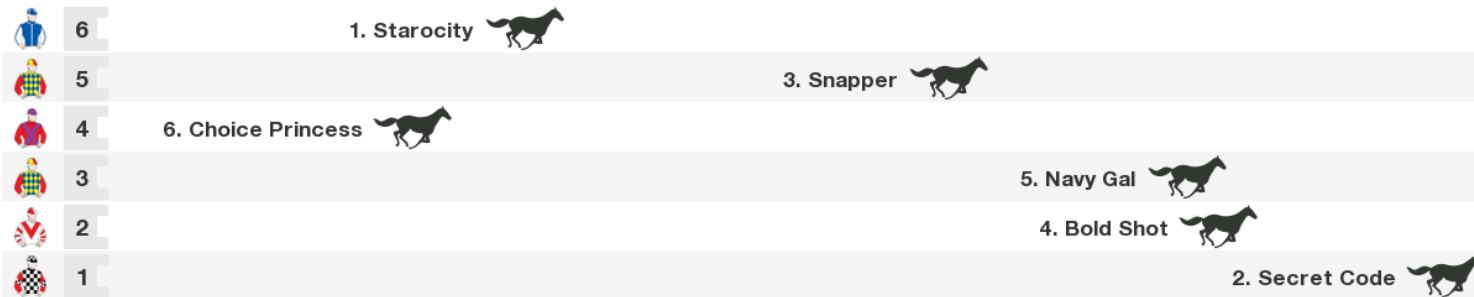 6 1. Starocity
5 3. Snapper
4 6. Choice Princess
3 5. Navy Gal
2 4. Bold Shot
1 2. Secret Code